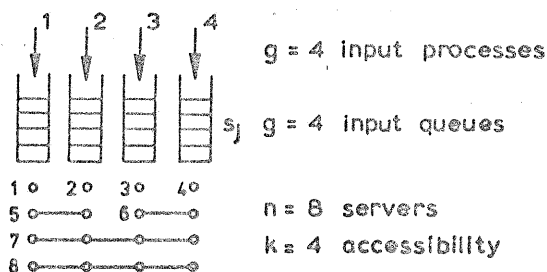 1 2 3 4
g = 4 input processes
s_j g = 4 input queues
1 2 3 4
5 6
7
8
n = 8 servers
k = 4 accessibility